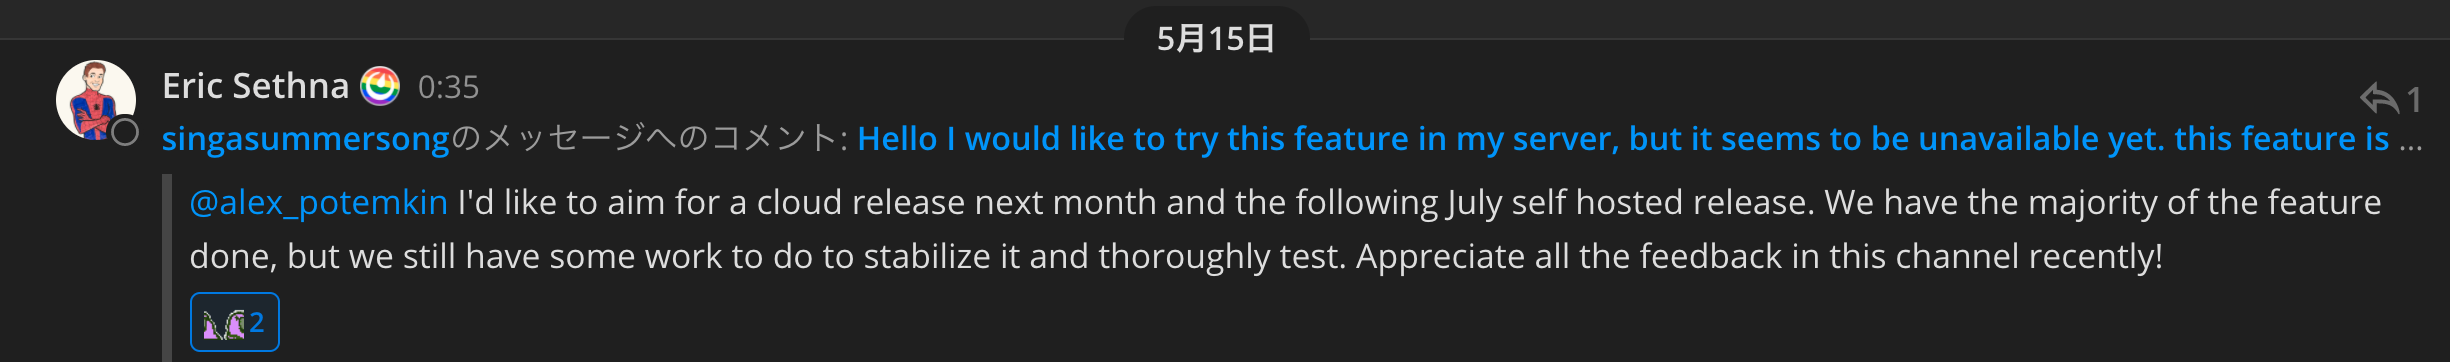 5月15日
Eric Sethna 0:35
1
singasummersongのメッセージへのコメント: Hello I would like to try this feature in my server, but it seems to be unavailable yet. this feature is ...
@alex_potemkin I'd like to aim for a cloud release next month and the following July self hosted release. We have the majority of the feature
done, but we still have some work to do to stabilize it and thoroughly test. Appreciate all the feedback in this channel recently!
2